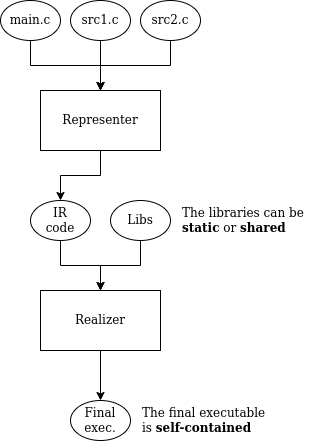 main.c src1.c src2.c
Representer
IR
code
Libs
The libraries can be
static or shared
Realizer
Final
exec.
The final executable
is self-contained